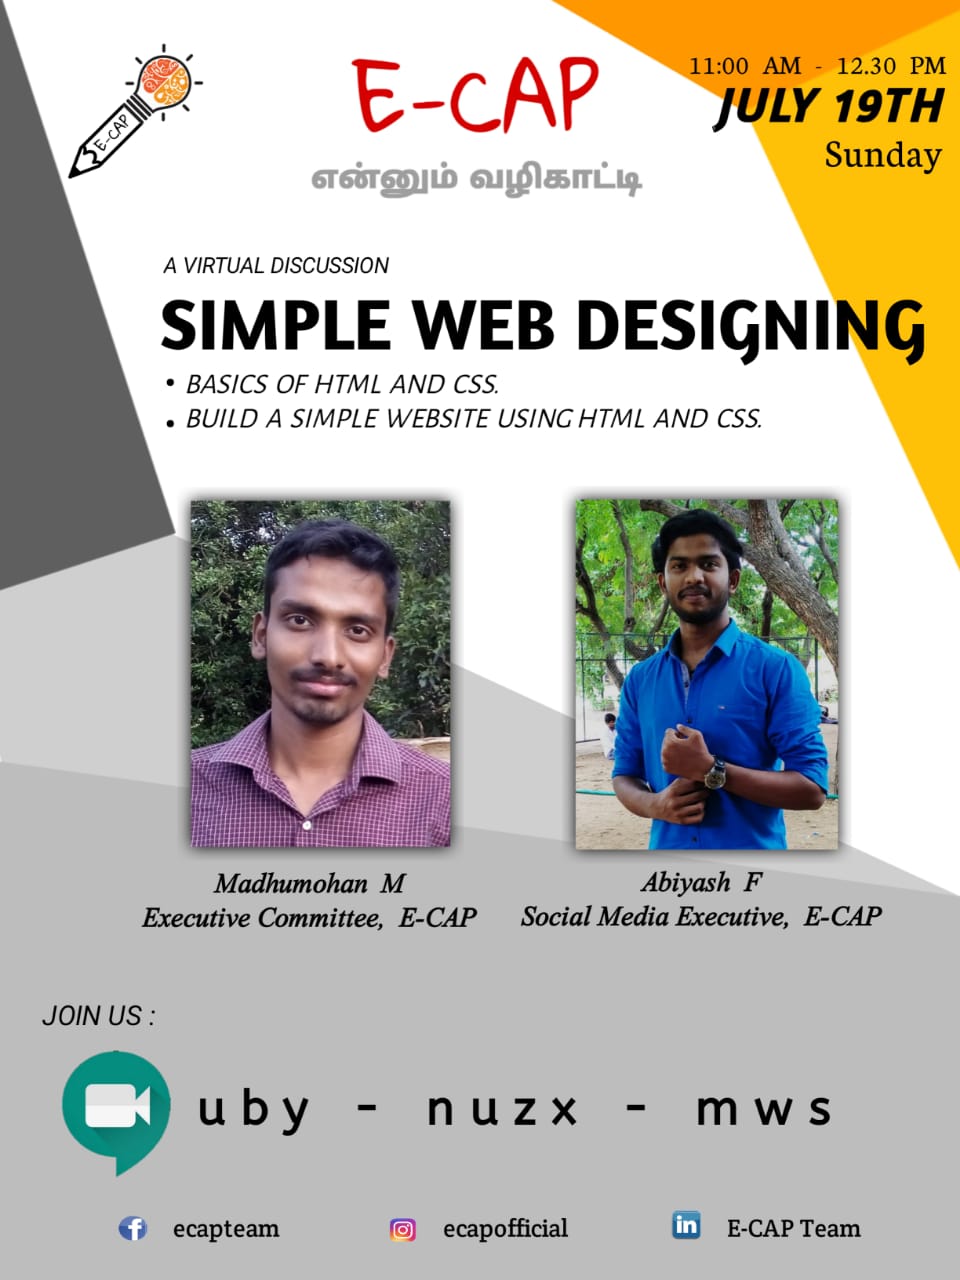 E-CAP
E-CAP
என்னும் வழிகாட்டி
11:00 AM - 12.30 PM
JULY 19TH
Sunday
A VIRTUAL DISCUSSION
SIMPLE WEB DESIGNING
• BASICS OF HTML AND CSS.
• BUILD A SIMPLE WEBSITE USING HTML AND CSS.
Madhumohan M
Executive Committee, E-CAP
Abiyash F
Social Media Executive, E-CAP
JOIN US :
uby - nuzx - mws
ecapteam
ecapofficial
E-CAP Team